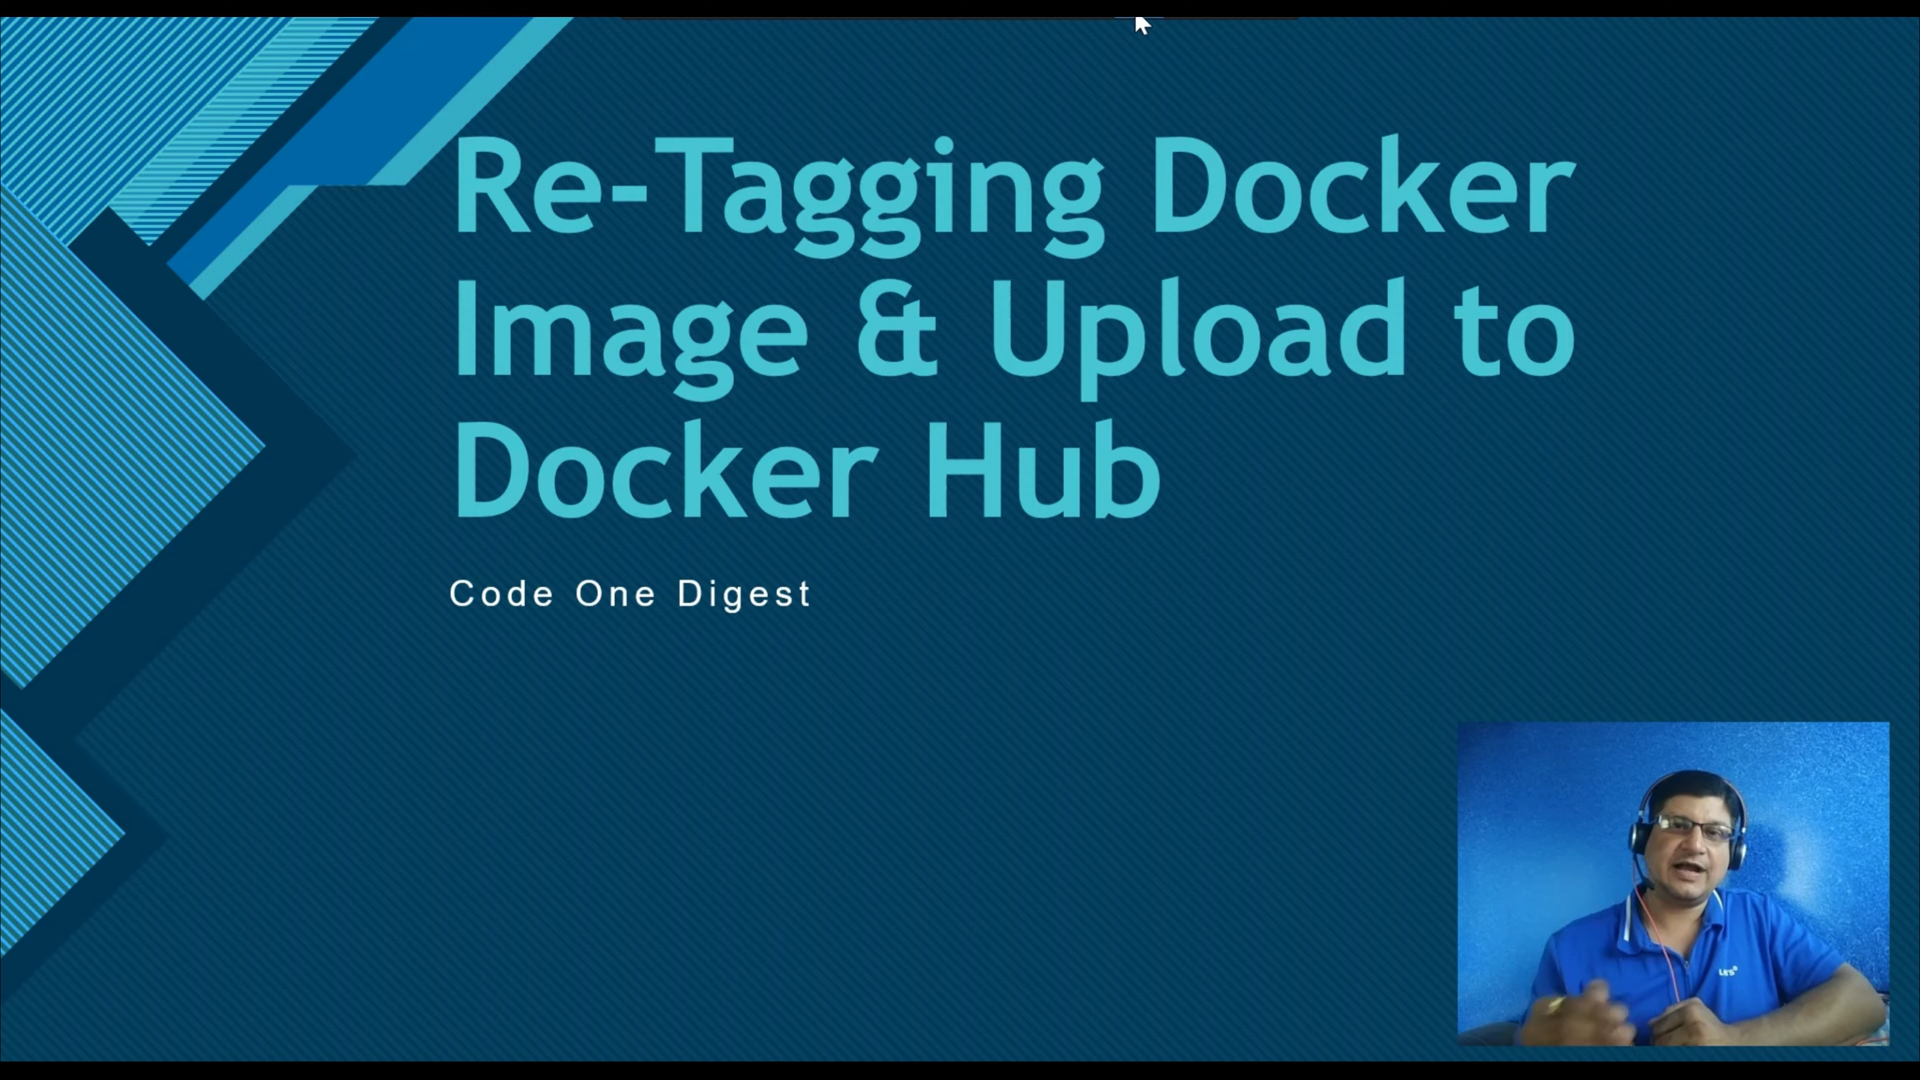 Re-Tagging Docker
Image & Upload to
Docker Hub
Code One Digest